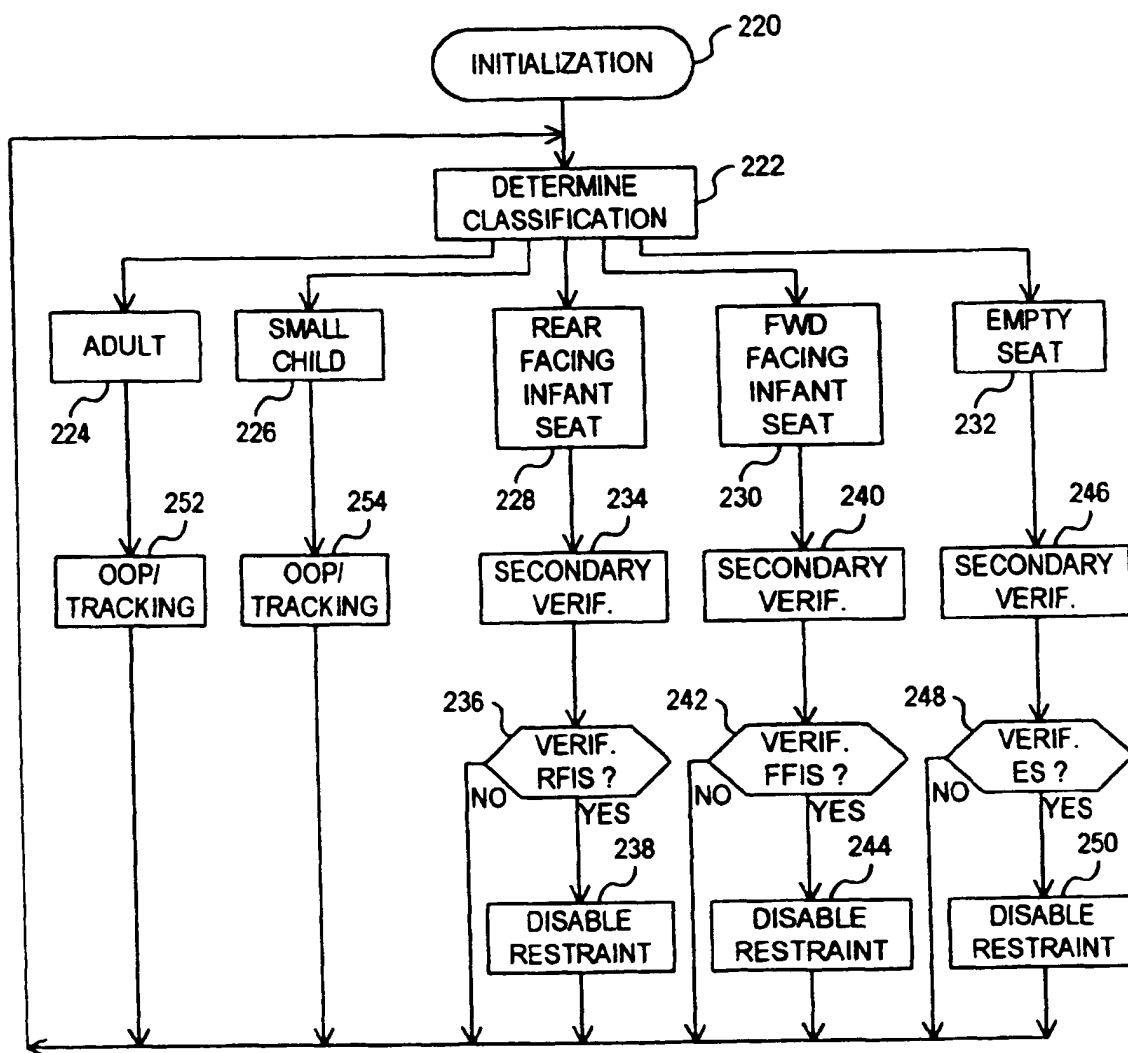 220
INITIALIZATION
222
DETERMINE
CLASSIFICATION
ADULT
224
SMALL
CHILD
226
REAR
FACING
INFANT
SEAT
228
FWD
FACING
INFANT
SEAT
230
EMPTY
SEAT
232
252
OOP/
TRACKING
254
OOP/
TRACKING
234
SECONDARY
VERIF.
240
SECONDARY
VERIF.
246
SECONDARY
VERIF.
236
VERIF.
RFIS ?
NO
YES
242
VERIF.
FFIS ?
NO
YES
248
VERIF.
ES ?
NO
YES
238
DISABLE
RESTRAINT
244
DISABLE
RESTRAINT
250
DISABLE
RESTRAINT